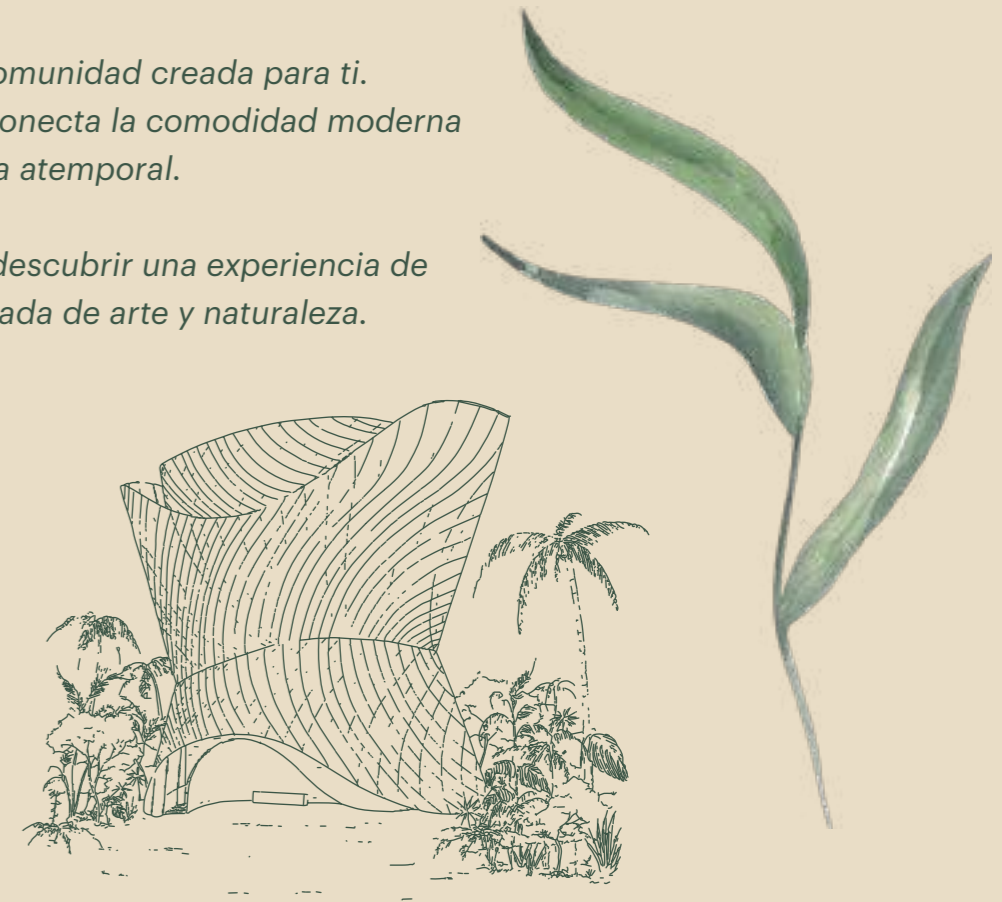 omunidad creada para ti.
onecta la comodidad moderna
a atemporal.
descubrir una experiencia de
ada de arte y naturaleza.